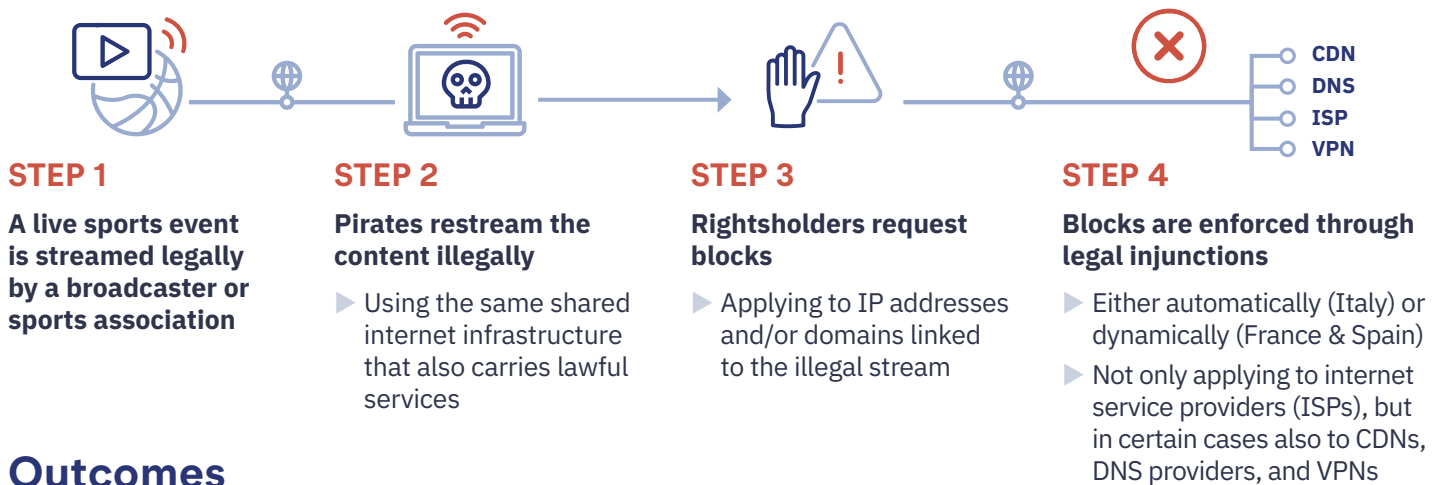 CDN
DNS
ISP
VPN
STEP 1
A live sports event
is streamed legally
by a broadcaster or
sports association
STEP 2
Pirates restream the
content illegally
Using the same shared
internet infrastructure
that also carries lawful
services
STEP 3
Rightsholders request
blocks
Applying to IP addresses
and/or domains linked
to the illegal stream
STEP 4
Blocks are enforced through
legal injunctions
Either automatically (Italy) or
dynamically (France & Spain)
Not only applying to internet
service providers (ISPs), but
in certain cases also to CDNs,
DNS providers, and VPNs
Outcomes